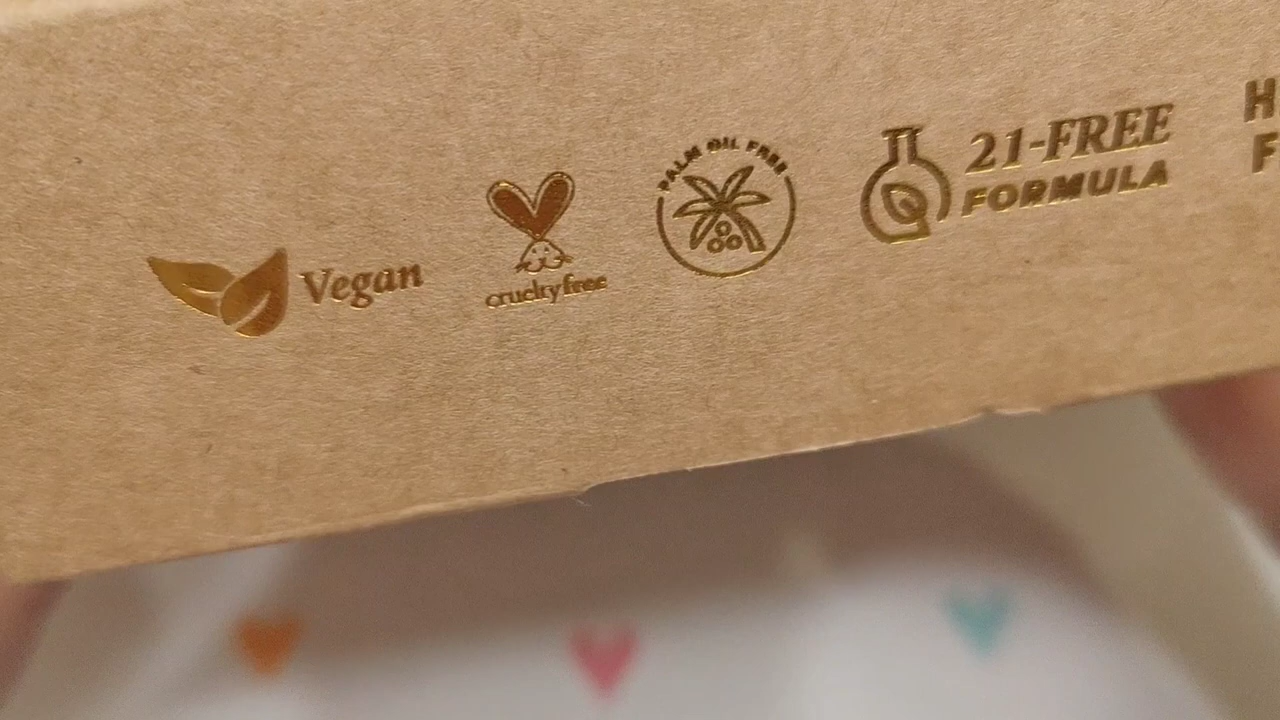 Vegan
cruelty free
PALM OIL FREE
21-FREE
FORMULA
H
F